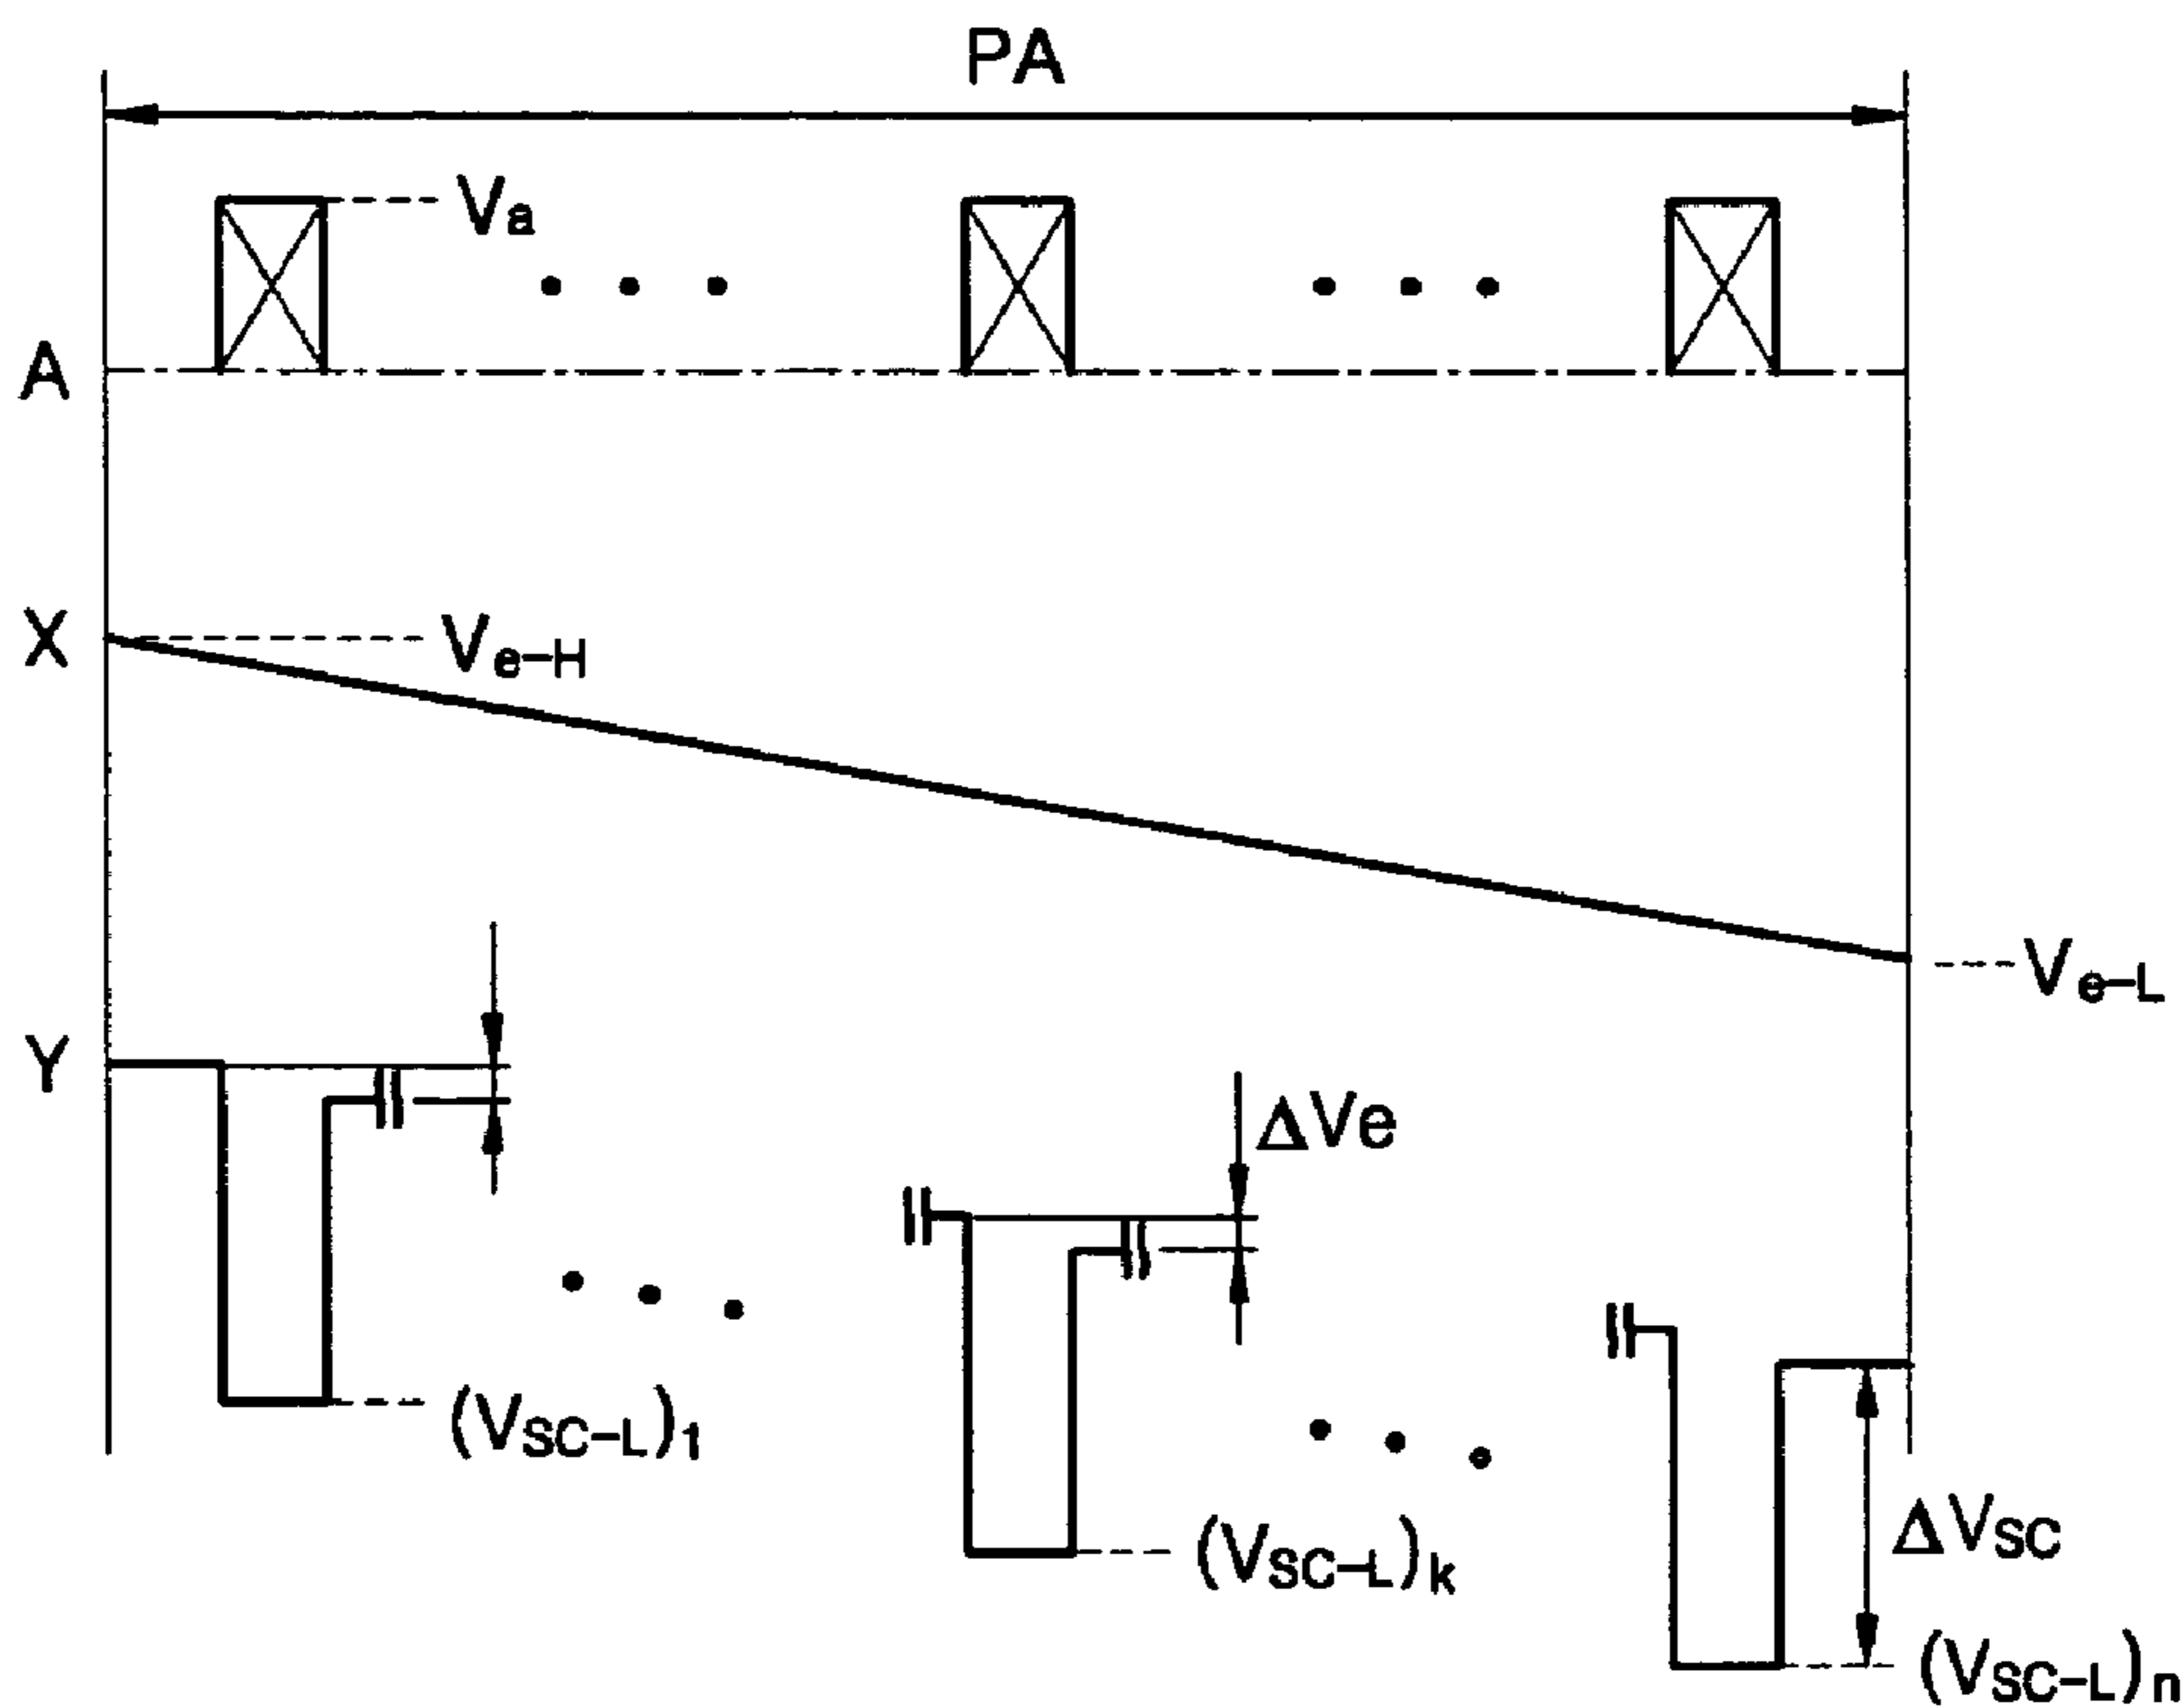 PA
Va
A
X
Ve-H
Ve-L
Y
ΔVe
(VSC-L)1
(VSC-L)k
ΔVSC
(VSC-L)n